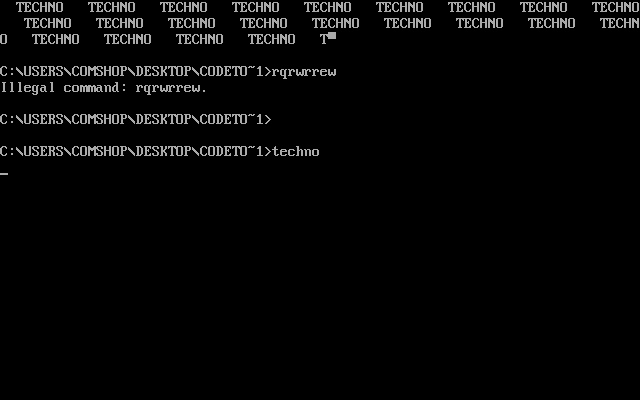 TECHNO   TECHNO   TECHNO   TECHNO   TECHNO   TECHNO   TECHNO   TECHNO   TECHNO
TECHNO   TECHNO   TECHNO   TECHNO   TECHNO   TECHNO   TECHNO   TECHNO   TECHN
O   TECHNO   TECHNO   TECHNO   TECHNO   T■
C:\USERS\COMSHOP\DESKTOP\CODETO~1>rqrwrrew
Illegal command: rqrwrrew.
C:\USERS\COMSHOP\DESKTOP\CODETO~1>
C:\USERS\COMSHOP\DESKTOP\CODETO~1>techno
_